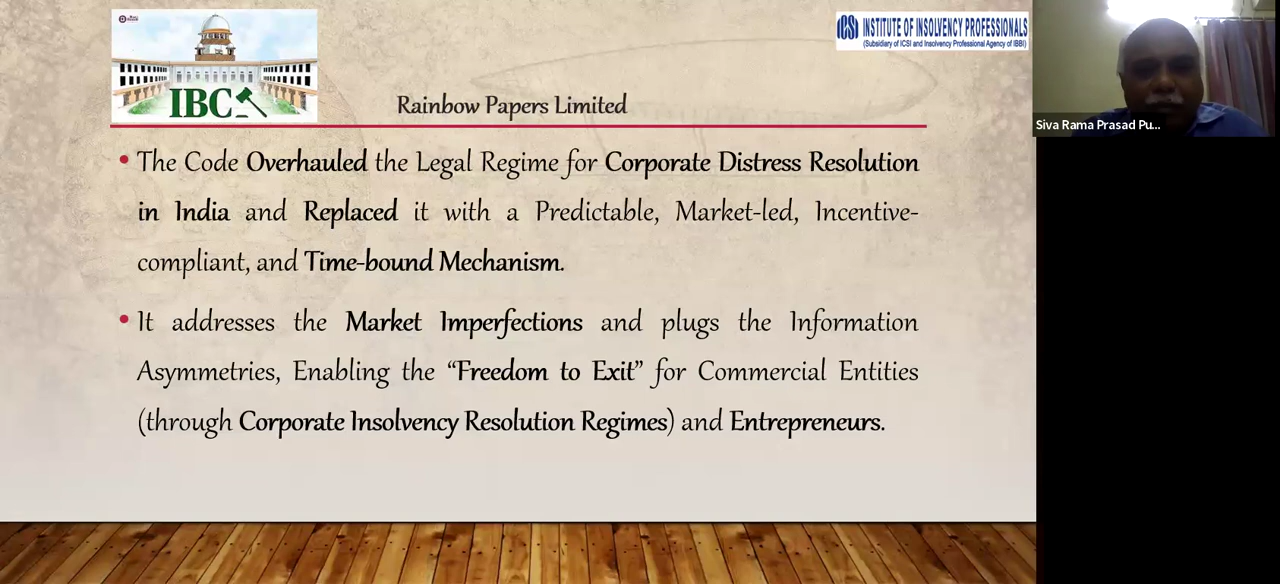 IBC
ICSI INSTITUTE OF INSOLVENCY PROFESSIONALS
(Subsidiary of ICSI and Insolvency Professional Agency of IBBI)
Rainbow Papers Limited
• The Code Overhauled the Legal Regime for Corporate Distress Resolution
in India and Replaced it with a Predictable, Market-led, Incentive-
compliant, and Time-bound Mechanism.
• It addresses the Market Imperfections and plugs the Information
Asymmetries, Enabling the “Freedom to Exit” for Commercial Entities
(through Corporate Insolvency Resolution Regimes) and Entrepreneurs.
Siva Rama Prasad Pu...